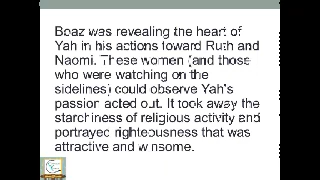 Boaz was revealing the heart of
Yah in his actions toward Ruth and
Naomi. These women (and those
who were watching on the
sidelines) could observe Yah's
passion acted out. It took away the
starchiness of religious activity and
portrayed righteousness that was
attractive and winsome.